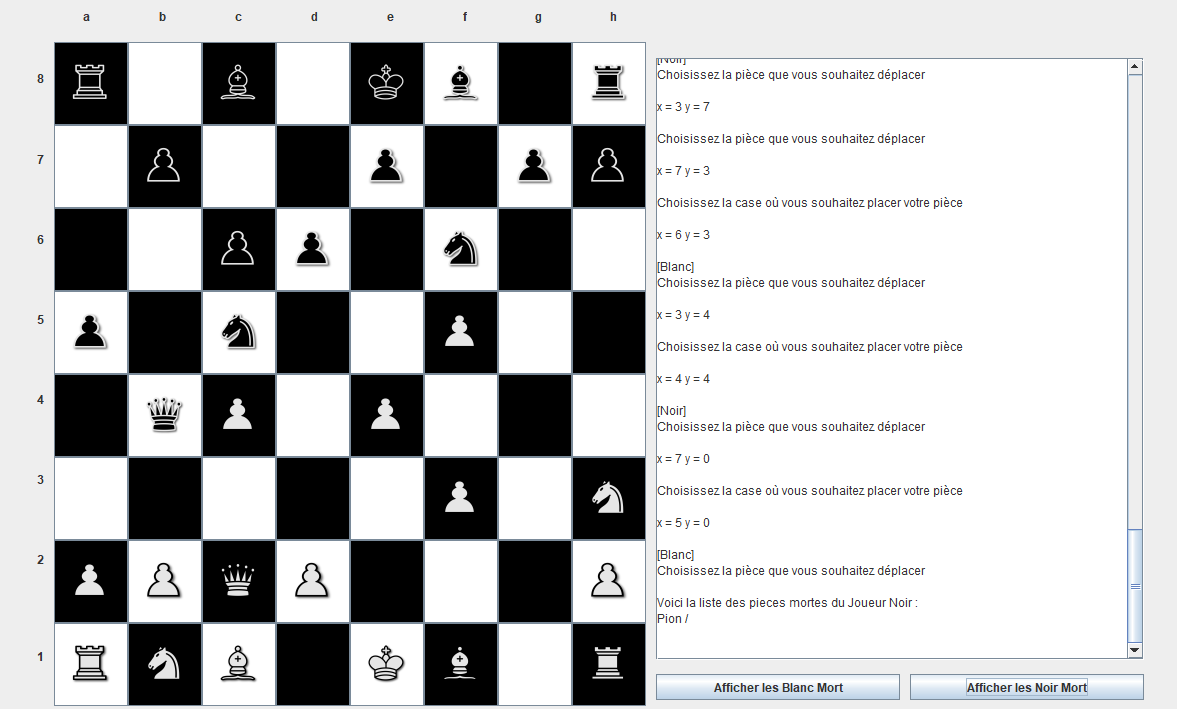 a b c d e f g h
8
7
6
5
4
3
2
1
[Noir]
Choisissez la pièce que vous souhaitez déplacer
x = 3 y = 7
Choisissez la pièce que vous souhaitez déplacer
x = 7 y = 3
Choisissez la case où vous souhaitez placer votre pièce
x = 6 y = 3
[Blanc]
Choisissez la pièce que vous souhaitez déplacer
x = 3 y = 4
Choisissez la case où vous souhaitez placer votre pièce
x = 4 y = 4
[Noir]
Choisissez la pièce que vous souhaitez déplacer
x = 7 y = 0
Choisissez la case où vous souhaitez placer votre pièce
x = 5 y = 0
[Blanc]
Choisissez la pièce que vous souhaitez déplacer
Voici la liste des pieces mortes du Joueur Noir :
Pion /
Afficher les Blanc Mort
Afficher les Noir Mort